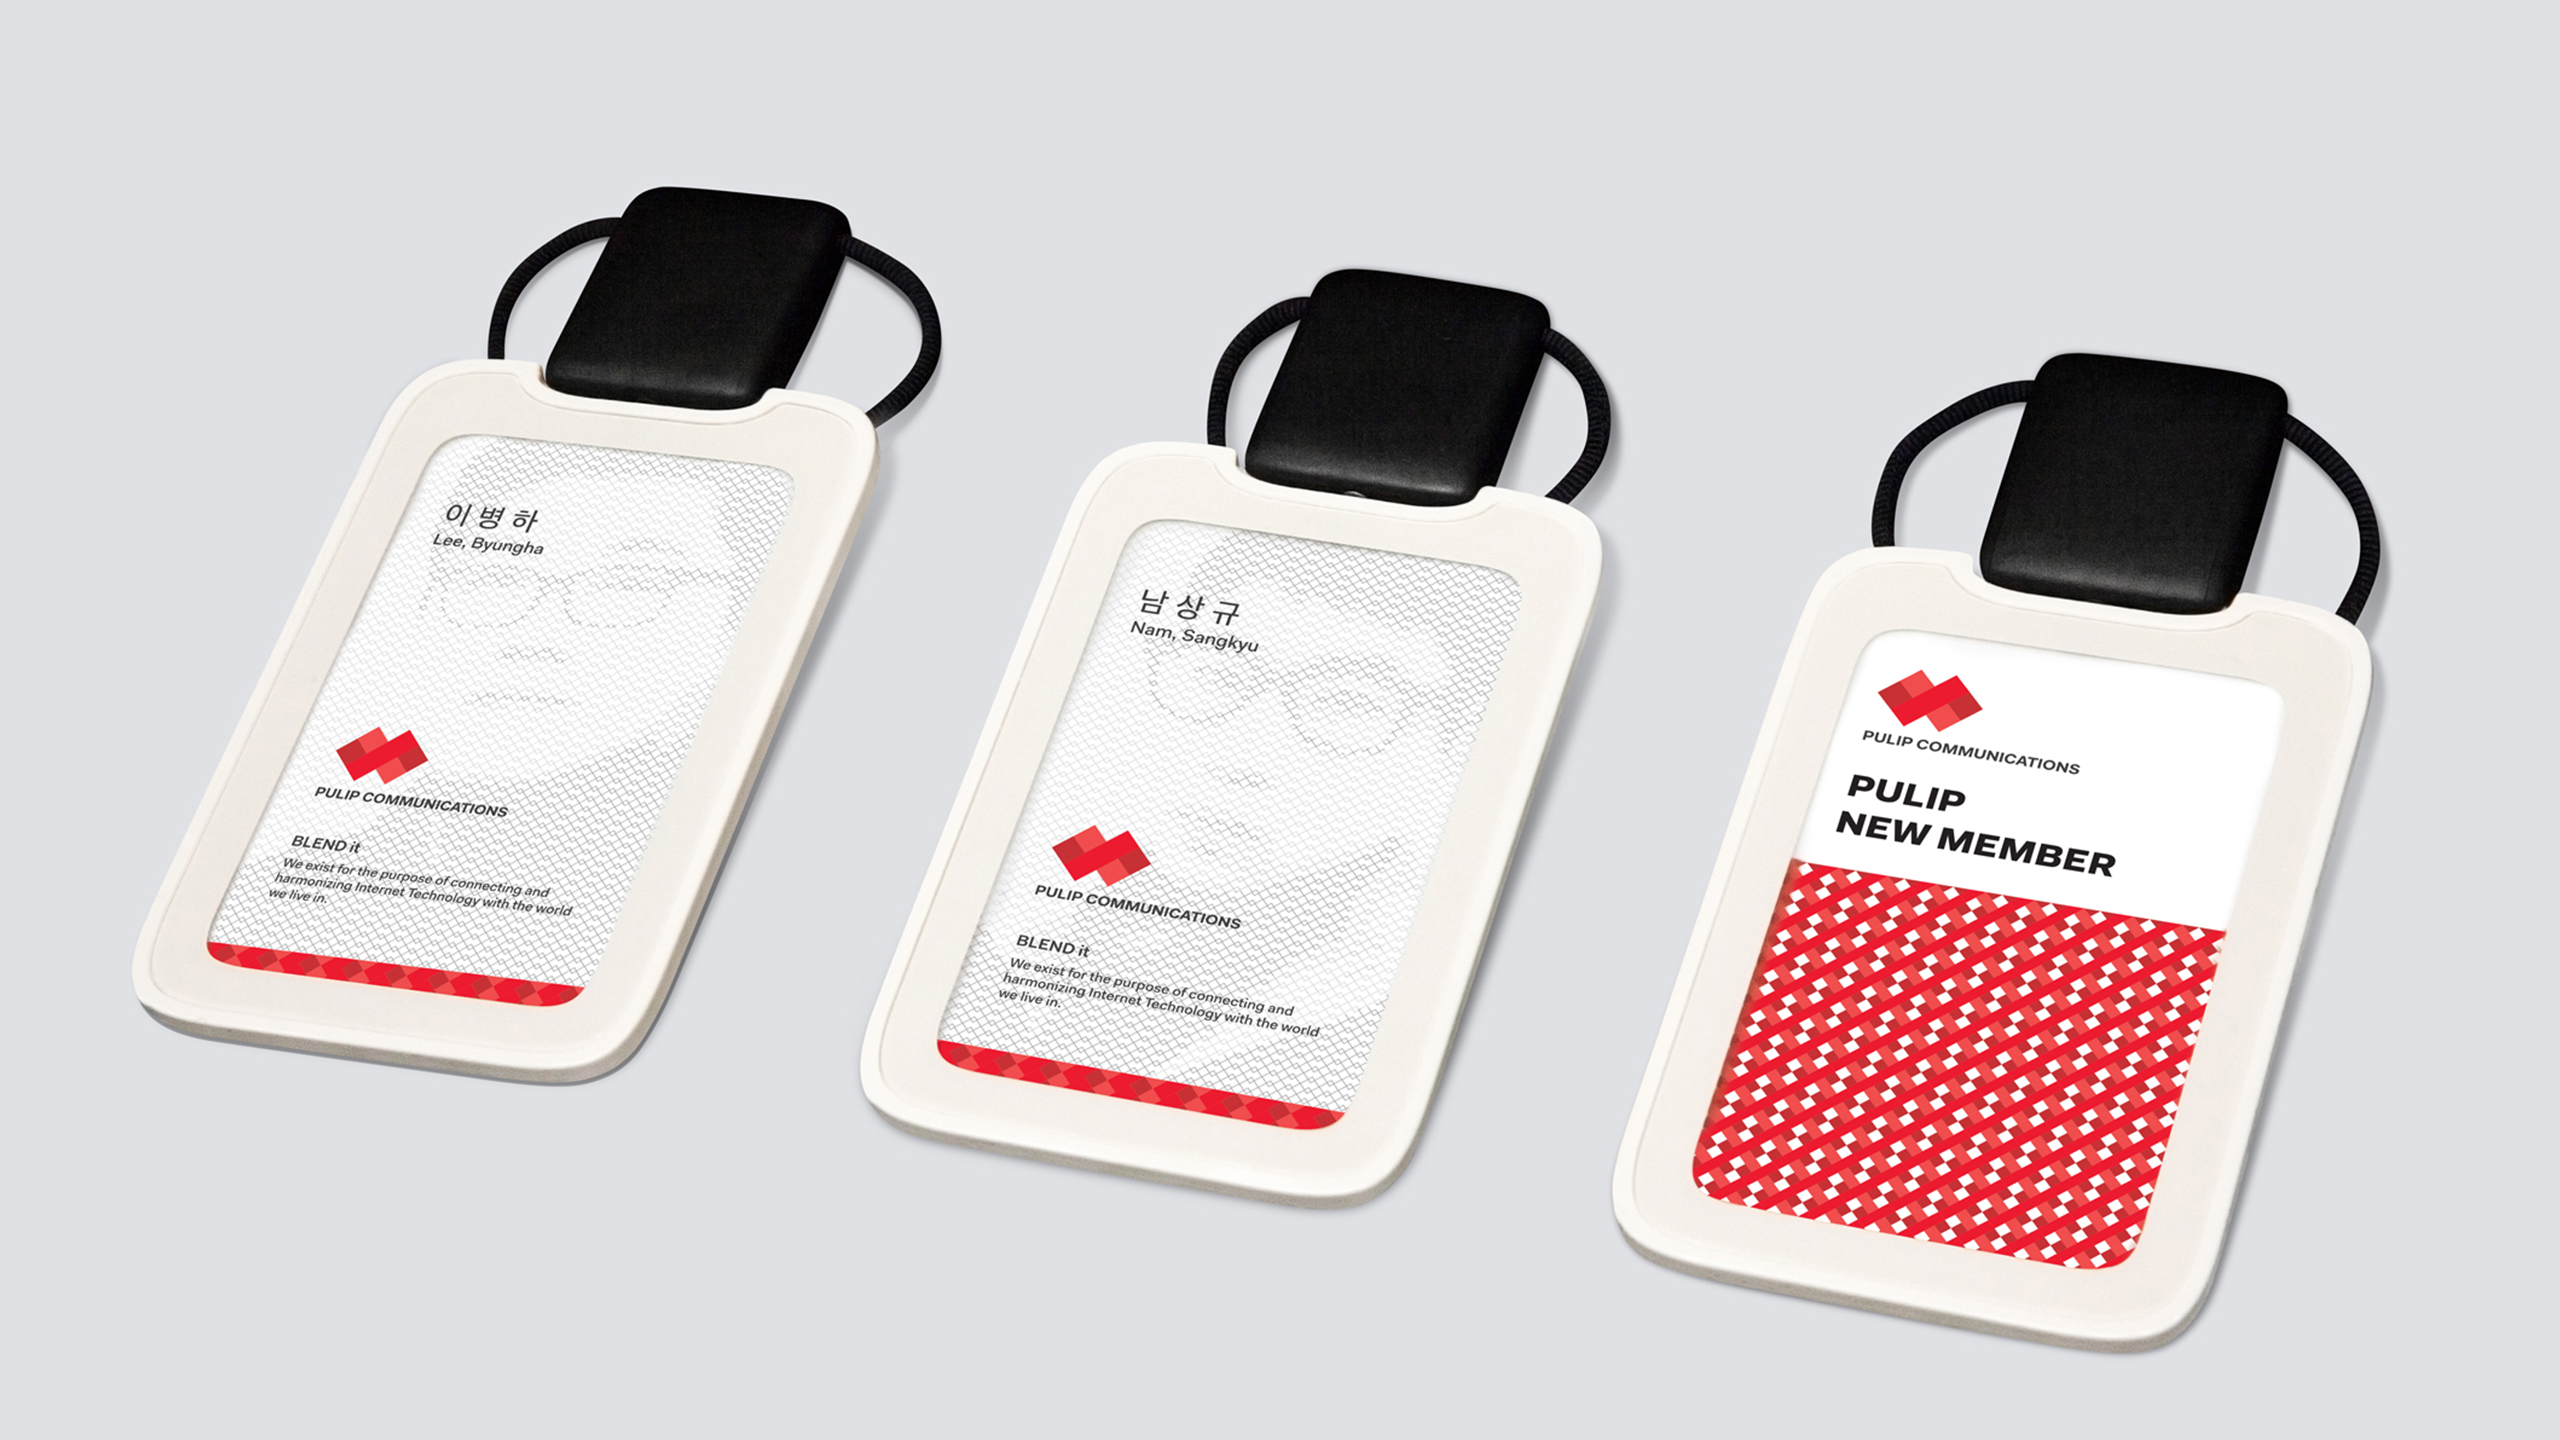 이병하
Lee, Byungha
PULIP COMMUNICATIONS
BLEND it
We exist for the purpose of connecting and
harmonizing Internet Technology with the world
we live in.
남상규
Nam, Sangkyu
PULIP COMMUNICATIONS
BLEND it
We exist for the purpose of connecting and
harmonizing Internet Technology with the world
we live in.
PULIP COMMUNICATIONS
PULIP
NEW MEMBER